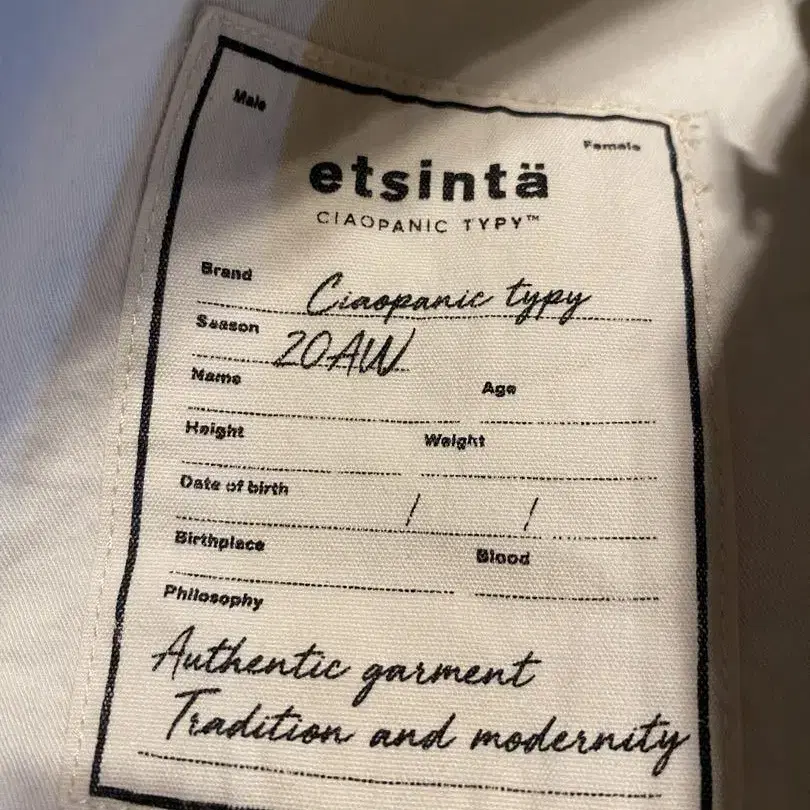 Male
Female
etsintä
CIAOPANIC TYPY™
Brand Ciaopanic typy
Season 20AW
Name Age
Height Weight
Date of birth / /
Birthplace Blood
Philosophy
Authentic garment
Tradition and modernity